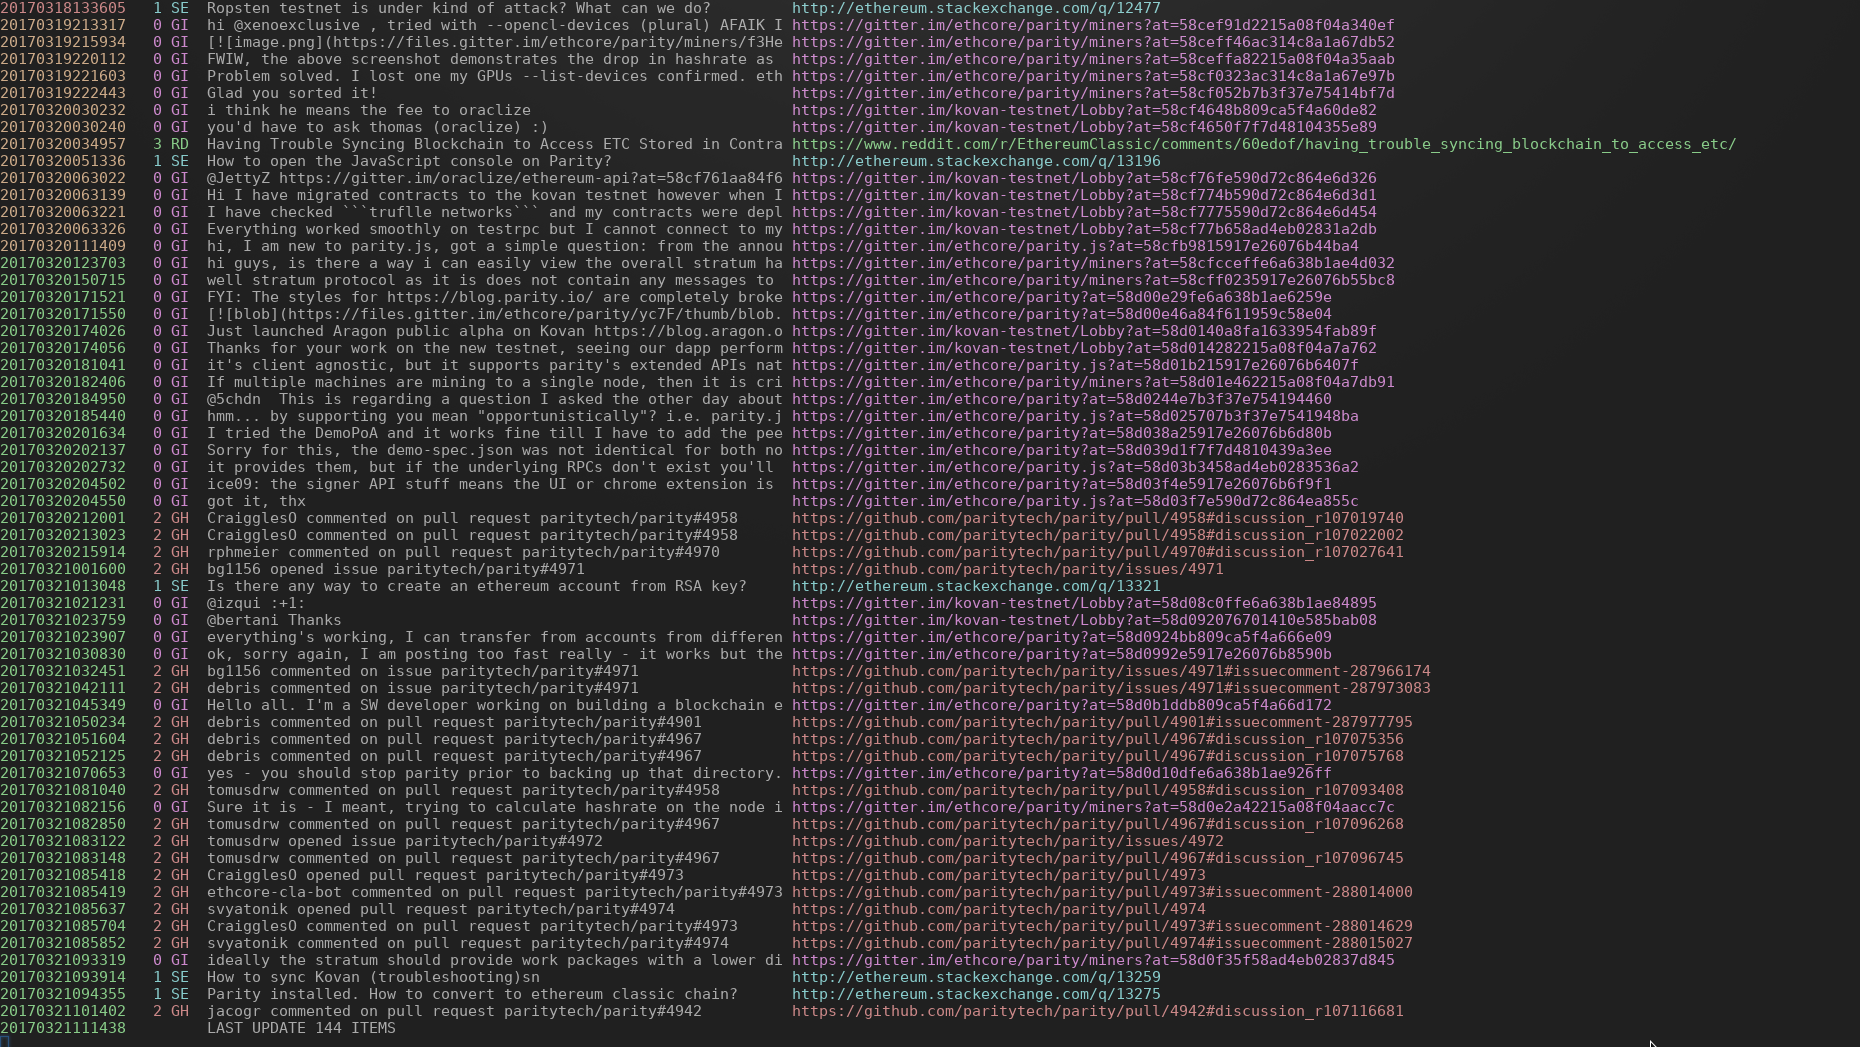 20170318133605   1 SE  Ropsten testnet is under kind of attack? What can we do?         http://ethereum.stackexchange.com/q/12477
20170319213317   0 GI  hi @xenoexclusive , tried with --opencl-devices (plural) AFAIK I https://gitter.im/ethcore/parity/miners?at=58cef91d2215a08f04a340ef
20170319215934   0 GI  [![image.png](https://files.gitter.im/ethcore/parity/miners/f3He https://gitter.im/ethcore/parity/miners?at=58ceff46ac314c8a1a67db52
20170319220112   0 GI  FWIW, the above screenshot demonstrates the drop in hashrate as  https://gitter.im/ethcore/parity/miners?at=58ceffa82215a08f04a35aab
20170319221603   0 GI  Problem solved. I lost one my GPUs --list-devices confirmed. eth https://gitter.im/ethcore/parity/miners?at=58cf0323ac314c8a1a67e97b
20170319222443   0 GI  Glad you sorted it!                                              https://gitter.im/ethcore/parity/miners?at=58cf052b7b3f37e75414bf7d
20170320030232   0 GI  i think he means the fee to oraclize                             https://gitter.im/kovan-testnet/Lobby?at=58cf4648b809ca5f4a60de82
20170320030240   0 GI  you'd have to ask thomas (oraclize) :)                           https://gitter.im/kovan-testnet/Lobby?at=58cf4650f7f7d48104355e89
20170320034957   3 RD  Having Trouble Syncing Blockchain to Access ETC Stored in Contra https://www.reddit.com/r/EthereumClassic/comments/60edof/having_trouble_syncing_blockchain_to_access_etc/
20170320051336   1 SE  How to open the JavaScript console on Parity?                    http://ethereum.stackexchange.com/q/13196
20170320063022   0 GI  @JettyZ https://gitter.im/oraclize/ethereum-api?at=58cf761aa84f6 https://gitter.im/kovan-testnet/Lobby?at=58cf76fe590d72c864e6d326
20170320063139   0 GI  Hi I have migrated contracts to the kovan testnet however when I https://gitter.im/kovan-testnet/Lobby?at=58cf774b590d72c864e6d3d1
20170320063221   0 GI  I have checked ```truflle networks``` and my contracts were depl https://gitter.im/kovan-testnet/Lobby?at=58cf7775590d72c864e6d454
20170320063326   0 GI  Everything worked smoothly on testrpc but I cannot connect to my https://gitter.im/kovan-testnet/Lobby?at=58cf77b658ad4eb02831a2db
20170320111409   0 GI  hi, I am new to parity.js, got a simple question: from the annou https://gitter.im/ethcore/parity.js?at=58cfb9815917e26076b44ba4
20170320123703   0 GI  hi guys, is there a way i can easily view the overall stratum ha https://gitter.im/ethcore/parity/miners?at=58cfcceffe6a638b1ae4d032
20170320150715   0 GI  well stratum protocol as it is does not contain any messages to  https://gitter.im/ethcore/parity/miners?at=58cff0235917e26076b55bc8
20170320171521   0 GI  FYI: The styles for https://blog.parity.io/ are completely broke https://gitter.im/ethcore/parity?at=58d00e29fe6a638b1ae6259e
20170320171550   0 GI  [![blob](https://files.gitter.im/ethcore/parity/yc7F/thumb/blob. https://gitter.im/ethcore/parity?at=58d00e46a84f611959c58e04
20170320174026   0 GI  Just launched Aragon public alpha on Kovan https://blog.aragon.o https://gitter.im/kovan-testnet/Lobby?at=58d0140a8fa1633954fab89f
20170320174056   0 GI  Thanks for your work on the new testnet, seeing our dapp perform https://gitter.im/kovan-testnet/Lobby?at=58d014282215a08f04a7a762
20170320181041   0 GI  it's client agnostic, but it supports parity's extended APIs nat https://gitter.im/ethcore/parity.js?at=58d01b215917e26076b6407f
20170320182406   0 GI  If multiple machines are mining to a single node, then it is cri https://gitter.im/ethcore/parity/miners?at=58d01e462215a08f04a7db91
20170320184950   0 GI  @5chdn  This is regarding a question I asked the other day about https://gitter.im/ethcore/parity?at=58d0244e7b3f37e754194460
20170320185440   0 GI  hmm... by supporting you mean "opportunistically"? i.e. parity.j https://gitter.im/ethcore/parity.js?at=58d025707b3f37e7541948ba
20170320201634   0 GI  I tried the DemoPoA and it works fine till I have to add the pee https://gitter.im/ethcore/parity?at=58d038a25917e26076b6d80b
20170320202137   0 GI  Sorry for this, the demo-spec.json was not identical for both no https://gitter.im/ethcore/parity?at=58d039d1f7f7d4810439a3ee
20170320202732   0 GI  it provides them, but if the underlying RPCs don't exist you'll  https://gitter.im/ethcore/parity.js?at=58d03b3458ad4eb0283536a2
20170320204502   0 GI  ice09: the signer API stuff means the UI or chrome extension is  https://gitter.im/ethcore/parity?at=58d03f4e5917e26076b6f9f1
20170320204550   0 GI  got it, thx                                                      https://gitter.im/ethcore/parity.js?at=58d03f7e590d72c864ea855c
20170320212001   2 GH  CraigglesO commented on pull request paritytech/parity#4958      https://github.com/paritytech/parity/pull/4958#discussion_r107019740
20170320213023   2 GH  CraigglesO commented on pull request paritytech/parity#4958      https://github.com/paritytech/parity/pull/4958#discussion_r107022002
20170320215914   2 GH  rphmeier commented on pull request paritytech/parity#4970        https://github.com/paritytech/parity/pull/4970#discussion_r107027641
20170321001600   2 GH  bg1156 opened issue paritytech/parity#4971                       https://github.com/paritytech/parity/issues/4971
20170321013048   1 SE  Is there any way to create an ethereum account from RSA key?     http://ethereum.stackexchange.com/q/13321
20170321021231   0 GI  @izqui :+1:                                                      https://gitter.im/kovan-testnet/Lobby?at=58d08c0ffe6a638b1ae84895
20170321023759   0 GI  @bertani Thanks                                                  https://gitter.im/kovan-testnet/Lobby?at=58d092076701410e585bab08
20170321023907   0 GI  everything's working, I can transfer from accounts from differen https://gitter.im/ethcore/parity?at=58d0924bb809ca5f4a666e09
20170321030830   0 GI  ok, sorry again, I am posting too fast really - it works but the https://gitter.im/ethcore/parity?at=58d0992e5917e26076b8590b
20170321032451   2 GH  bg1156 commented on issue paritytech/parity#4971                 https://github.com/paritytech/parity/issues/4971#issuecomment-287966174
20170321042111   2 GH  debris commented on issue paritytech/parity#4971                 https://github.com/paritytech/parity/issues/4971#issuecomment-287973083
20170321045349   0 GI  Hello all. I'm a SW developer working on building a blockchain e https://gitter.im/ethcore/parity?at=58d0b1ddb809ca5f4a66d172
20170321050234   2 GH  debris commented on pull request paritytech/parity#4901          https://github.com/paritytech/parity/pull/4901#issuecomment-287977795
20170321051604   2 GH  debris commented on pull request paritytech/parity#4967          https://github.com/paritytech/parity/pull/4967#discussion_r107075356
20170321052125   2 GH  debris commented on pull request paritytech/parity#4967          https://github.com/paritytech/parity/pull/4967#discussion_r107075768
20170321070653   0 GI  yes - you should stop parity prior to backing up that directory. https://gitter.im/ethcore/parity?at=58d0d10dfe6a638b1ae926ff
20170321081040   2 GH  tomusdrw commented on pull request paritytech/parity#4958        https://github.com/paritytech/parity/pull/4958#discussion_r107093408
20170321082156   0 GI  Sure it is - I meant, trying to calculate hashrate on the node i https://gitter.im/ethcore/parity/miners?at=58d0e2a42215a08f04aacc7c
20170321082850   2 GH  tomusdrw commented on pull request paritytech/parity#4967        https://github.com/paritytech/parity/pull/4967#discussion_r107096268
20170321083122   2 GH  tomusdrw opened issue paritytech/parity#4972                     https://github.com/paritytech/parity/issues/4972
20170321083148   2 GH  tomusdrw commented on pull request paritytech/parity#4967        https://github.com/paritytech/parity/pull/4967#discussion_r107096745
20170321085418   2 GH  CraigglesO opened pull request paritytech/parity#4973            https://github.com/paritytech/parity/pull/4973
20170321085419   2 GH  ethcore-cla-bot commented on pull request paritytech/parity#4973 https://github.com/paritytech/parity/pull/4973#issuecomment-288014000
20170321085637   2 GH  svyatonik opened pull request paritytech/parity#4974             https://github.com/paritytech/parity/pull/4974
20170321085704   2 GH  CraigglesO commented on pull request paritytech/parity#4973      https://github.com/paritytech/parity/pull/4973#issuecomment-288014629
20170321085852   2 GH  svyatonik commented on pull request paritytech/parity#4974       https://github.com/paritytech/parity/pull/4974#issuecomment-288015027
20170321093319   0 GI  ideally the stratum should provide work packages with a lower di https://gitter.im/ethcore/parity/miners?at=58d0f35f58ad4eb02837d845
20170321093914   1 SE  How to sync Kovan (troubleshooting)sn                            http://ethereum.stackexchange.com/q/13259
20170321094355   1 SE  Parity installed. How to convert to ethereum classic chain?      http://ethereum.stackexchange.com/q/13275
20170321101402   2 GH  jacogr commented on pull request paritytech/parity#4942          https://github.com/paritytech/parity/pull/4942#discussion_r107116681
20170321111438         LAST UPDATE 144 ITEMS